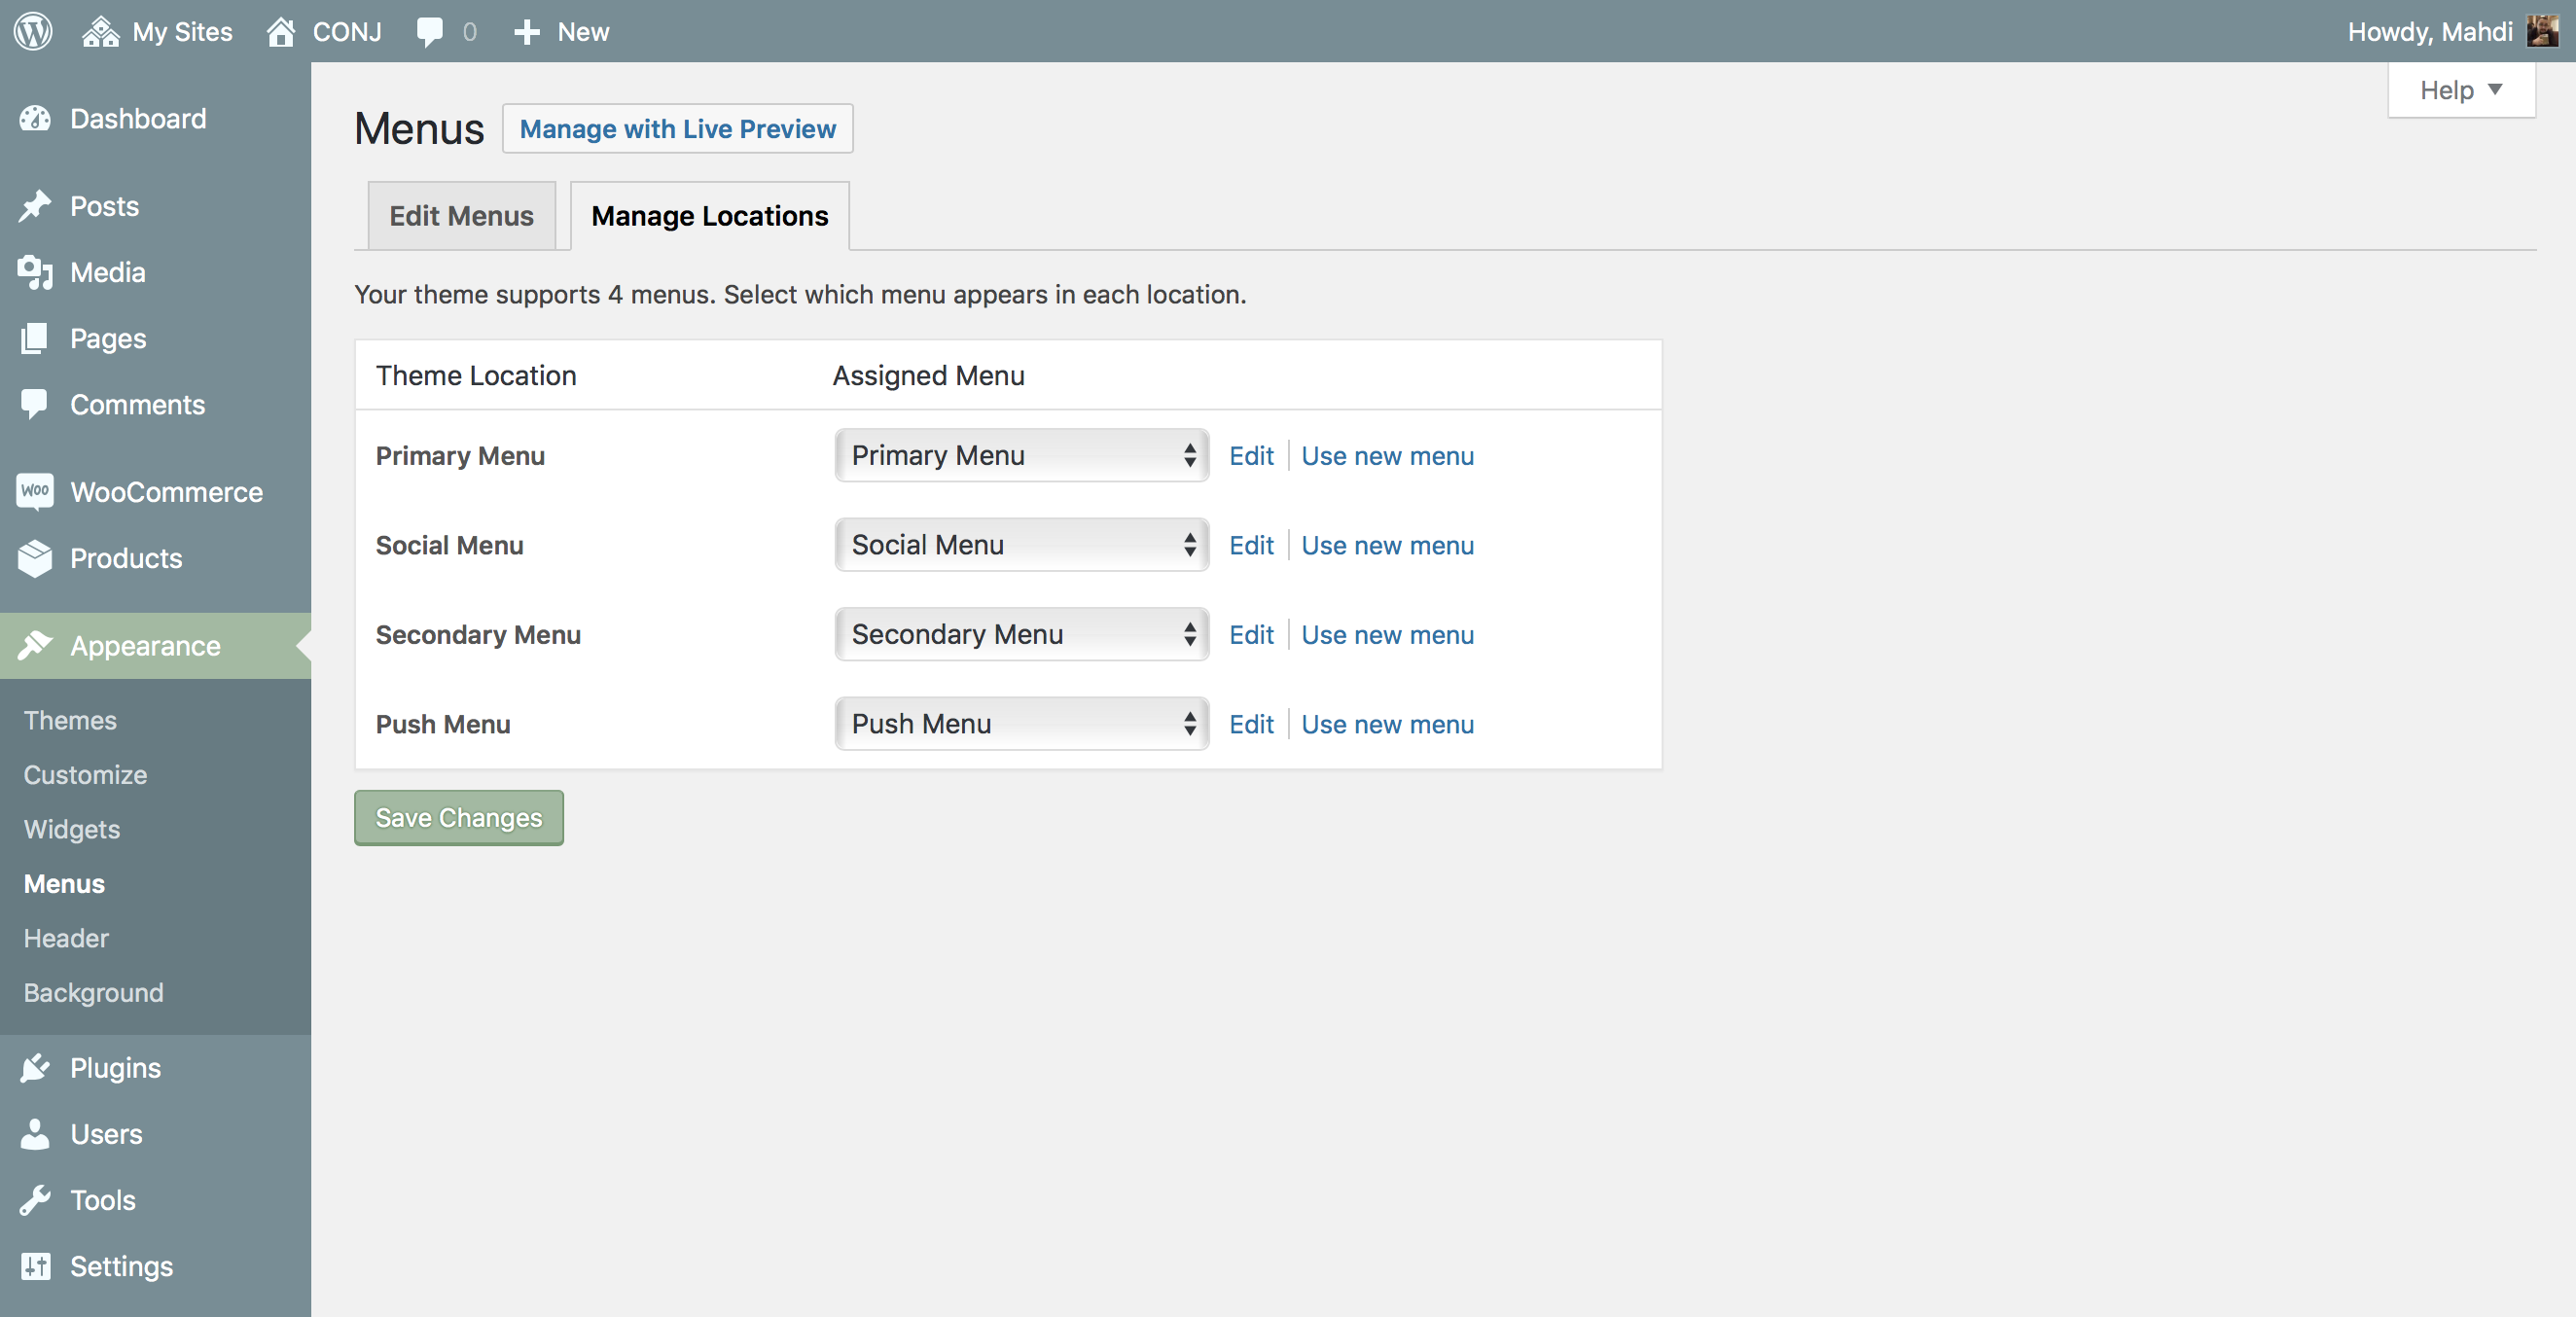 My Sites CONJ 0 New Howdy, Mahdi
Help
Dashboard
Posts
Media
Pages
Comments
Woo WooCommerce
Products
Appearance
Themes
Customize
Widgets
Menus
Header
Background
Plugins
Users
Tools
Settings
Menus Manage with Live Preview
Edit Menus Manage Locations
Your theme supports 4 menus. Select which menu appears in each location.
Theme Location Assigned Menu
Primary Menu Primary Menu Edit Use new menu
Social Menu Social Menu Edit Use new menu
Secondary Menu Secondary Menu Edit Use new menu
Push Menu Push Menu Edit Use new menu
Save Changes